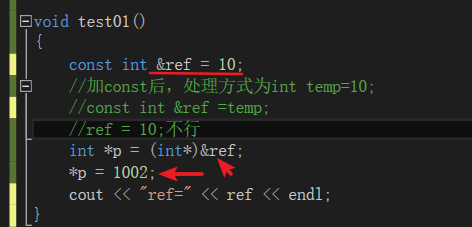 void test01()
{
const int &ref = 10;
//加const后，处理方式为int temp=10;
//const int &ref =temp;
//ref = 10;不行
int *p = (int*)&ref;
*p = 1002;
cout << "ref=" << ref << endl;
}